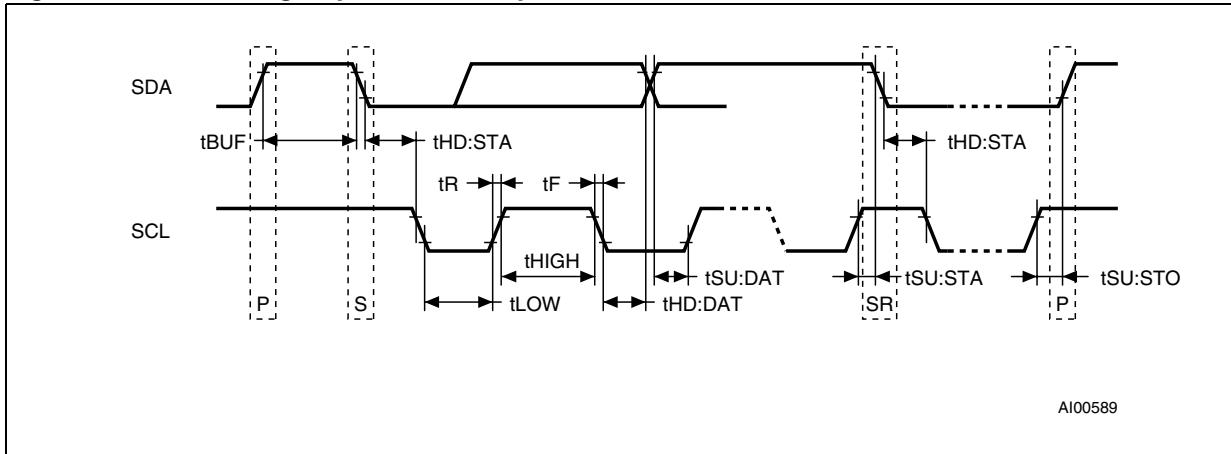 SDA
tBUF
tHD:STA
tHD:STA
tR
tF
SCL
tHIGH
tSU:DAT
tSU:STA
tSU:STO
P
S
tLOW
tHD:DAT
SR
P
AI00589